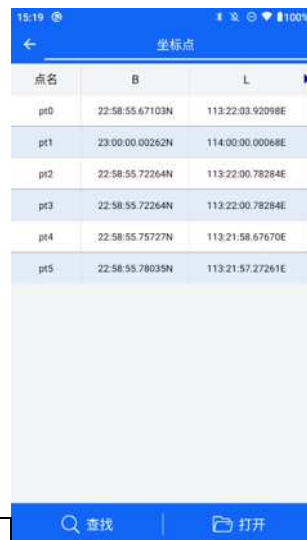 15:19 100%
坐标点
点名 B L
pt0 22:58:55.67103N 113:22:03.92098E
pt1 23:00:00.00262N 114:00:00.00068E
pt2 22:58:55.72264N 113:22:00.78284E
pt3 22:58:55.72264N 113:22:00.78284E
pt4 22:58:55.75727N 113:21:58.67670E
pt5 22:58:55.78035N 113:21:57.27261E
查找 打开